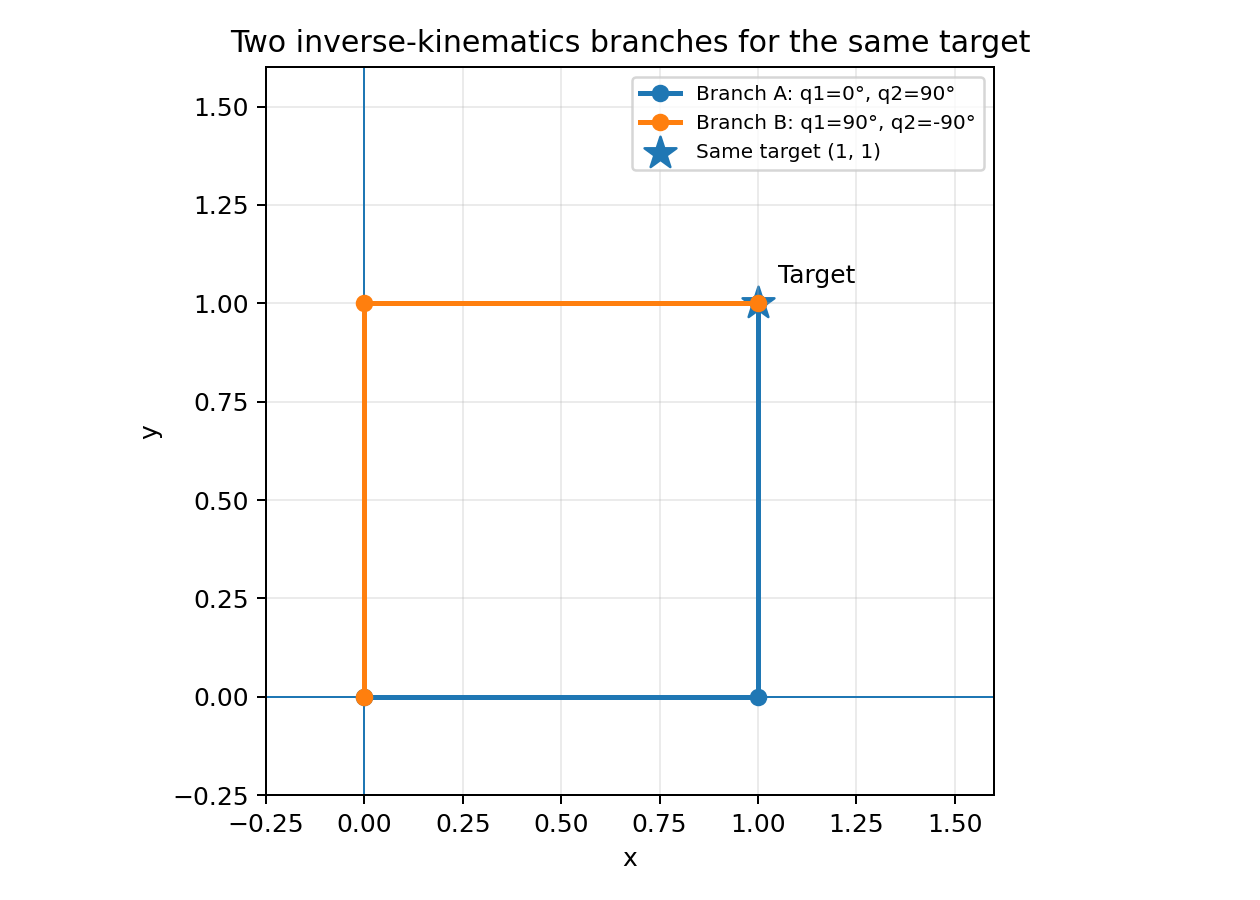 Two inverse-kinematics branches for the same target
Branch A: q1=0°, q2=90°
Branch B: q1=90°, q2=-90°
Same target (1, 1)
Target
1.50
1.25
1.00
0.75
0.50
0.25
0.00
−0.25
y
−0.25 0.00 0.25 0.50 0.75 1.00 1.25 1.50
x